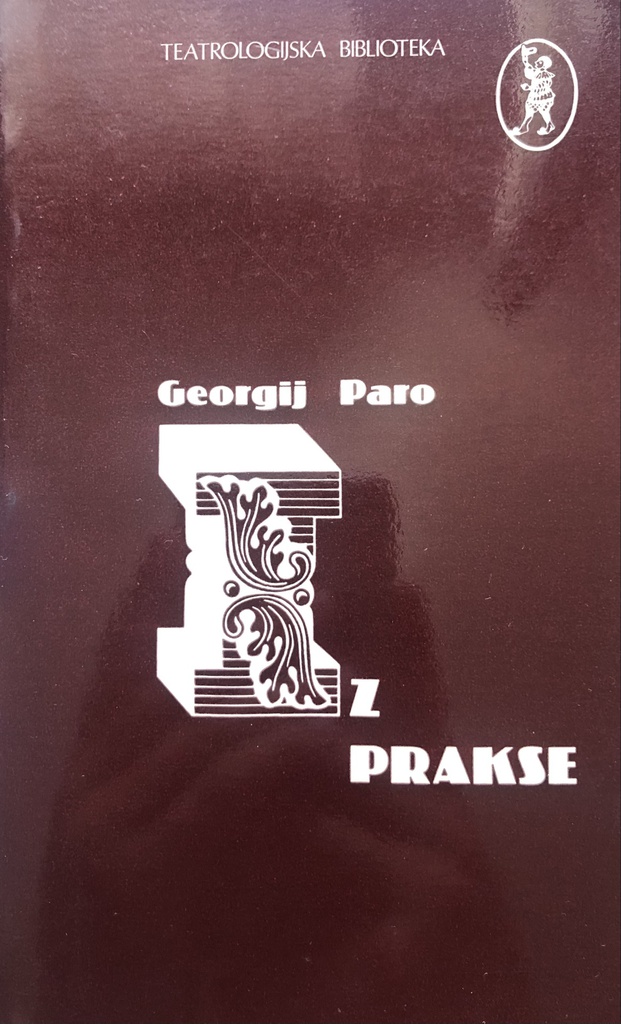 TEATROLOGIJSKA BIBLIOTEKA
Georgij Paro
IZ
PRAKSE